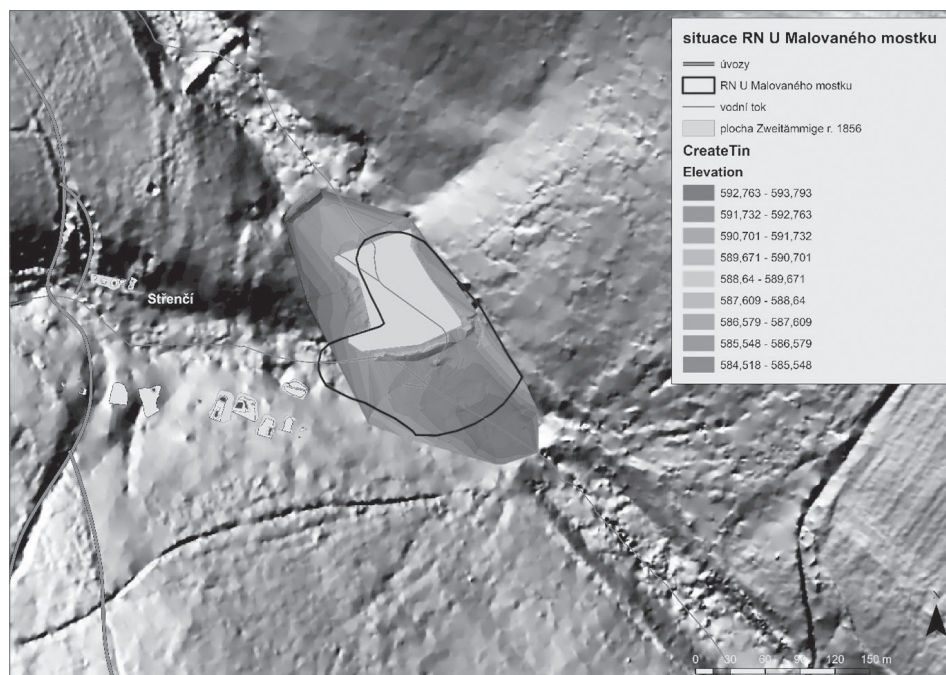 situace RN U Malovaného mostku
úvozy
RN U Malovaného mostku
vodní tok
plocha Zweitämmige r. 1856
CreateTin
Elevation
592,763 - 593,793
591,732 - 592,763
590,701 - 591,732
589,671 - 590,701
588,64 - 589,671
587,609 - 588,64
586,579 - 587,609
585,548 - 586,579
584,518 - 585,548
Střenčí
0 30 60 90 120 150 m